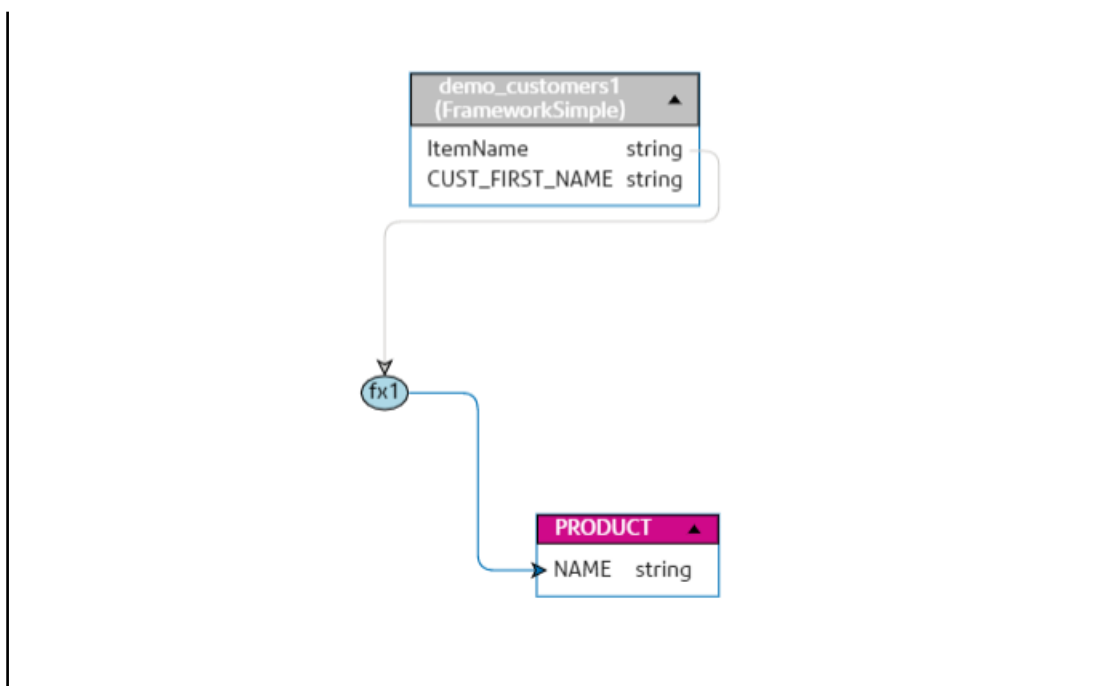 demo_customers1
(FrameworkSimple)
ItemName string
CUST_FIRST_NAME string
fx1
PRODUCT
NAME string